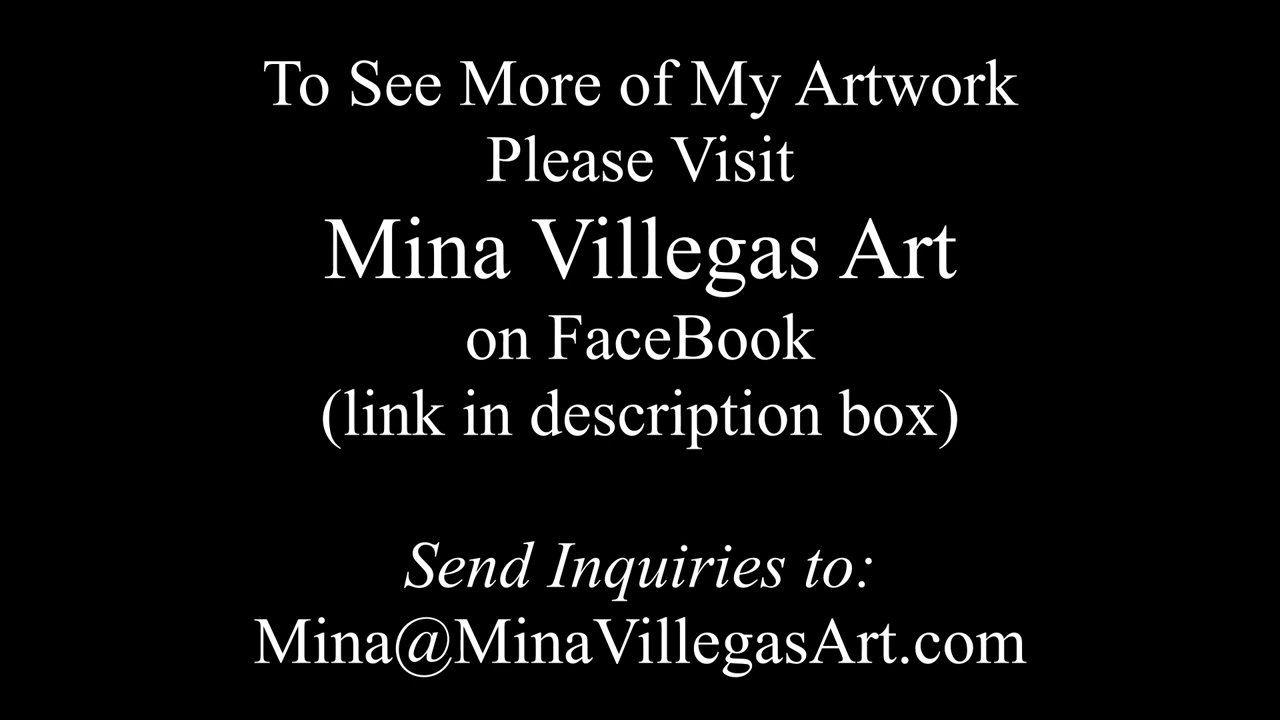 To See More of My Artwork
Please Visit
Mina Villegas Art
on FaceBook
(link in description box)
Send Inquiries to:
Mina@MinaVillegasArt.com